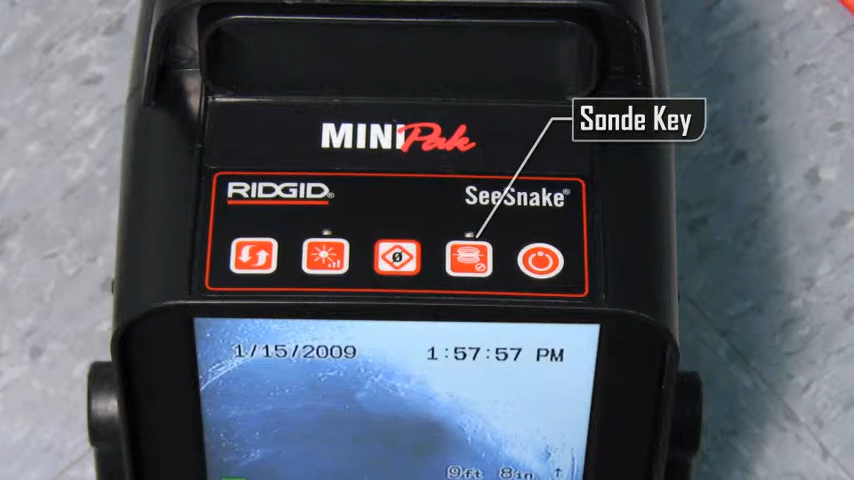 Sonde Key
MINIPak
RIDGID®
SeeSnake®
ø
1/15/2009 1:57:57 PM
9ft 8in ↑